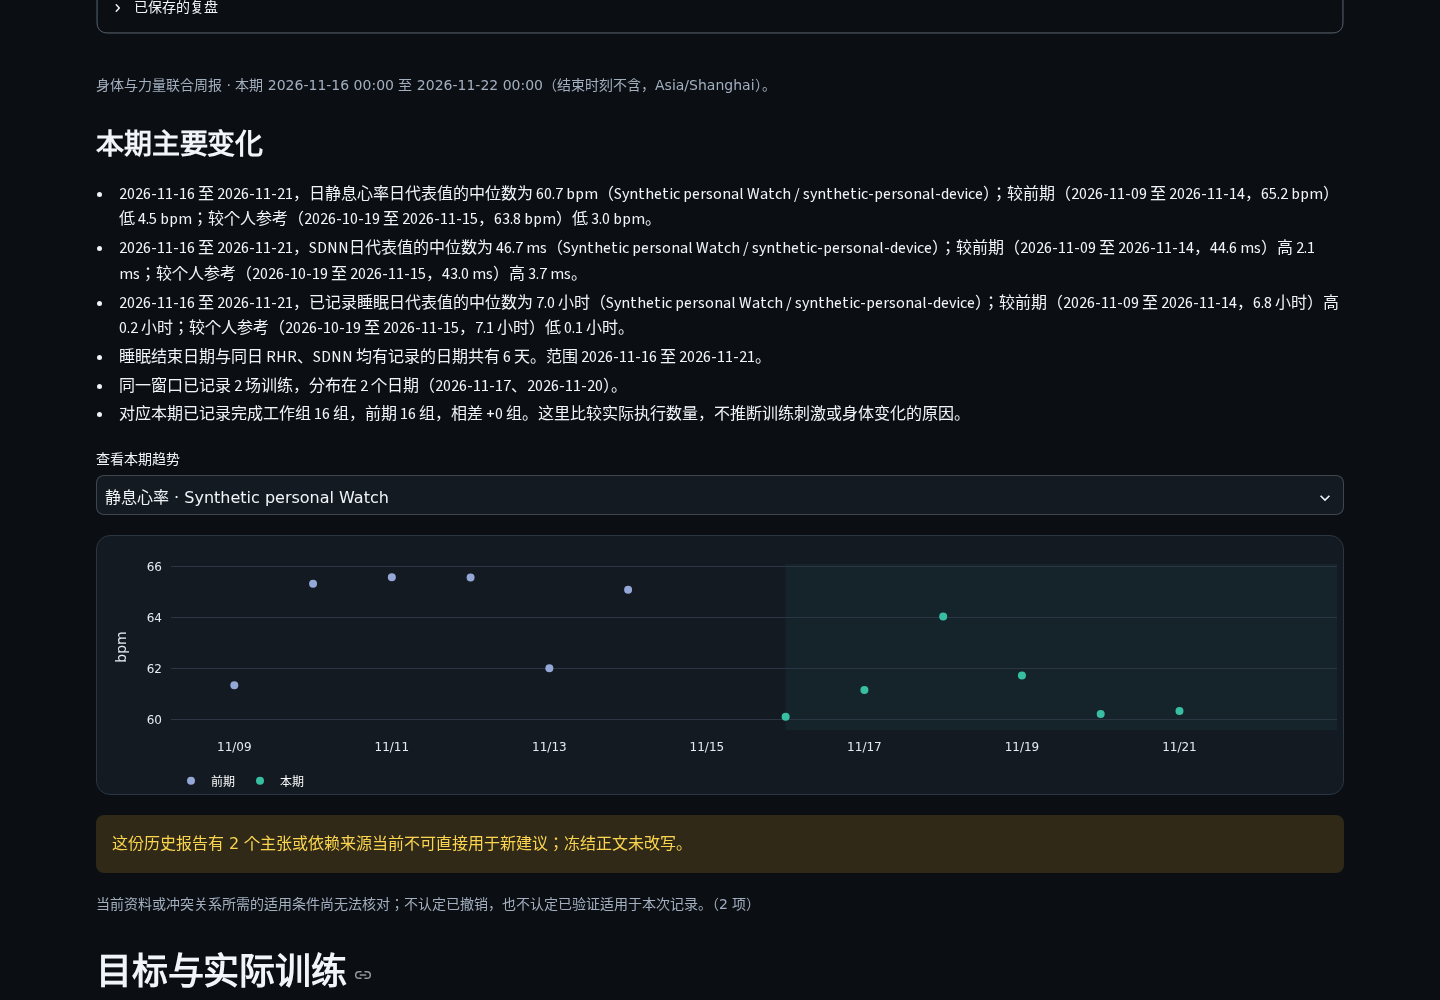 已保存的复盘
身体与力量联合周报 · 本期 2026-11-16 00:00 至 2026-11-22 00:00（结束时刻不含，Asia/Shanghai）。
本期主要变化
2026-11-16 至 2026-11-21，日静息心率日代表值的中位数为 60.7 bpm（Synthetic personal Watch / synthetic-personal-device）；较前期（2026-11-09 至 2026-11-14，65.2 bpm）
低 4.5 bpm；较个人参考（2026-10-19 至 2026-11-15，63.8 bpm）低 3.0 bpm。
2026-11-16 至 2026-11-21，SDNN日代表值的中位数为 46.7 ms（Synthetic personal Watch / synthetic-personal-device）；较前期（2026-11-09 至 2026-11-14，44.6 ms）高 2.1
ms；较个人参考（2026-10-19 至 2026-11-15，43.0 ms）高 3.7 ms。
2026-11-16 至 2026-11-21，已记录睡眠日代表值的中位数为 7.0 小时（Synthetic personal Watch / synthetic-personal-device）；较前期（2026-11-09 至 2026-11-14，6.8 小时）高
0.2 小时；较个人参考（2026-10-19 至 2026-11-15，7.1 小时）低 0.1 小时。
睡眠结束日期与同日 RHR、SDNN 均有记录的日期共有 6 天。范围 2026-11-16 至 2026-11-21。
同一窗口已记录 2 场训练，分布在 2 个日期（2026-11-17、2026-11-20）。
对应本期已记录完成工作组 16 组，前期 16 组，相差 +0 组。这里比较实际执行数量，不推断训练刺激或身体变化的原因。
查看本期趋势
静息心率 · Synthetic personal Watch
66
64
62
60
bpm
11/09 11/11 11/13 11/15 11/17 11/19 11/21
前期 本期
这份历史报告有 2 个主张或依赖来源当前不可直接用于新建议；冻结正文未改写。
当前资料或冲突关系所需的适用条件尚无法核对；不认定已撤销，也不认定已验证适用于本次记录。（2 项）
目标与实际训练